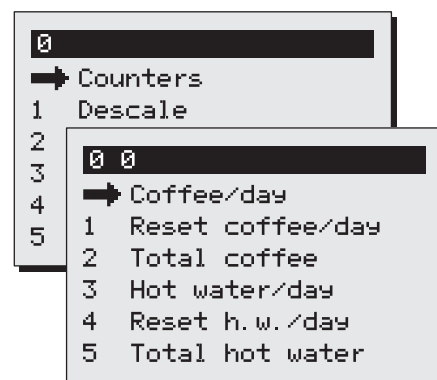 0
➡ Counters
1 Descale
2
3
4
5
0 0
➡ Coffee/day
1 Reset coffee/day
2 Total coffee
3 Hot water/day
4 Reset h.w./day
5 Total hot water